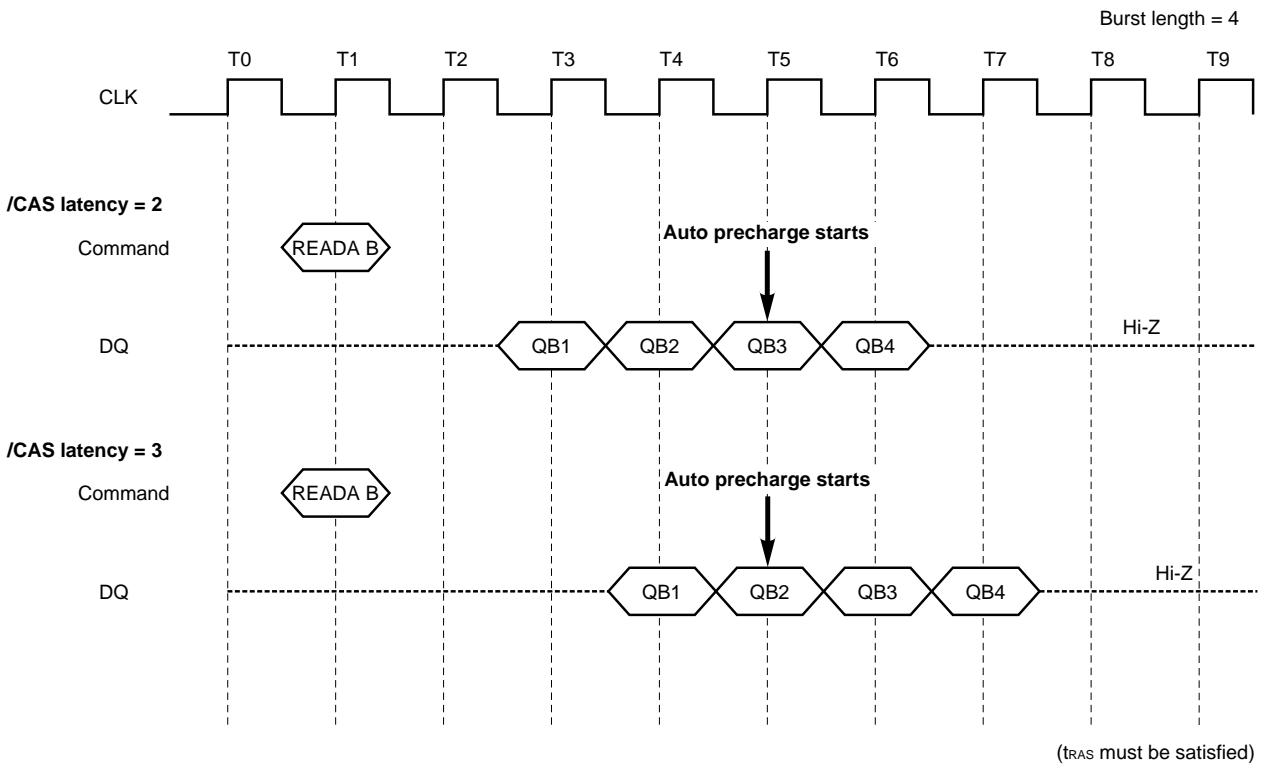 Burst length = 4
T0 T1 T2 T3 T4 T5 T6 T7 T8 T9
CLK
/CAS latency = 2
Command READA B Auto precharge starts
DQ QB1 QB2 QB3 QB4 Hi-Z
/CAS latency = 3
Command READA B Auto precharge starts
DQ QB1 QB2 QB3 QB4 Hi-Z
(tRAS must be satisfied)